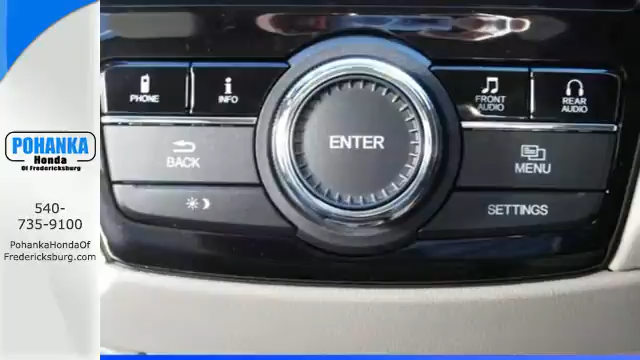 PHONE
INFO
FRONT
AUDIO
REAR
AUDIO
ENTER
BACK
MENU
SETTINGS
POHANKA
Honda
Of Fredericksburg
540-
735-9100
PohankaHondaOf
Fredericksburg.com